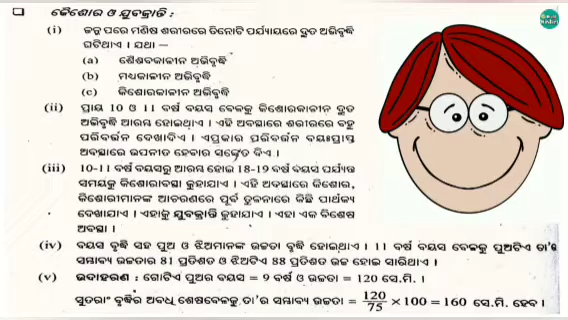 ❑ କୈଶୋର ଓ ଯୁବକ୍ରାନ୍ତି :
(i) ଜନ୍ମ ପରେ ମଣିଷ ଶରୀରରେ ତିନୋଟି ପର୍ଯ୍ୟାୟରେ ଦ୍ରୁତ ଅଭିବୃଦ୍ଧି
ଘଟିଥାଏ । ଯଥା —
(a) ଶୈଶବକାଳୀନ ଅଭିବୃଦ୍ଧି
(b) ମଧ୍ୟକାଳୀନ ଅଭିବୃଦ୍ଧି
(c) କିଶୋରକାଳୀନ ଅଭିବୃଦ୍ଧି
(ii) ପ୍ରାୟ 10 ଓ 11 ବର୍ଷ ବୟସ ବେଳକୁ କିଶୋରକାଳୀନ ଦ୍ରୁତ
ଅଭିବୃଦ୍ଧି ଆରମ୍ଭ ହୋଇଥାଏ । ଏହି ଅବସ୍ଥାରେ ଶରୀରରେ ବହୁ
ପରିବର୍ତ୍ତନ ଦେଖାଦିଏ । ଏପ୍ରକାର ପରିବର୍ତ୍ତନ ବୟଃପ୍ରାପ୍ତ
ଅବସ୍ଥାରେ ଉପନୀତ ହେବାର ସଙ୍କେତ ଦିଏ ।
(iii) 10-11 ବର୍ଷ ବୟସରୁ ଆରମ୍ଭ ହୋଇ 18-19 ବର୍ଷ ବୟସ ପର୍ଯ୍ୟନ୍ତ
ସମୟକୁ କିଶୋରାବସ୍ଥା କୁହାଯାଏ । ଏହି ଅବସ୍ଥାରେ କିଶୋର,
କିଶୋରୀମାନଙ୍କ ଆଚରଣରେ ପୂର୍ବ ତୁଳନାରେ କିଛି ପାର୍ଥକ୍ୟ
ଦେଖାଯାଏ । ଏହାକୁ ଯୁବକ୍ରାନ୍ତି କୁହାଯାଏ । ଏହା ଏକ ବିଶେଷ
ଅବସ୍ଥା ।
(iv) ବୟସ ବୃଦ୍ଧି ସହ ପୁଅ ଓ ଝିଅମାନଙ୍କ ଉଚ୍ଚତା ବୃଦ୍ଧି ହୋଇଥାଏ । 11 ବର୍ଷ ବୟସ ବେଳକୁ ପୁଅଟିଏ ତା'ର
ସମ୍ଭାବ୍ୟ ଉଚ୍ଚତାର 81 ପ୍ରତିଶତ ଓ ଝିଅଟିଏ 88 ପ୍ରତିଶତ ଉଚ୍ଚ ହୋଇ ସାରିଥାଏ ।
(v) ଉଦାହରଣ : ଗୋଟିଏ ପୁଅର ବୟସ = 9 ବର୍ଷ ଓ ଉଚ୍ଚତା = 120 ସେ.ମି. ।
ସୁତରାଂ ବୃଦ୍ଧିର ଅବଧି ଶେଷବେଳକୁ ତା'ର ସମ୍ଭାବ୍ୟ ଉଚ୍ଚତା = 120/75 × 100 = 160 ସେ.ମି. ହେବ ।